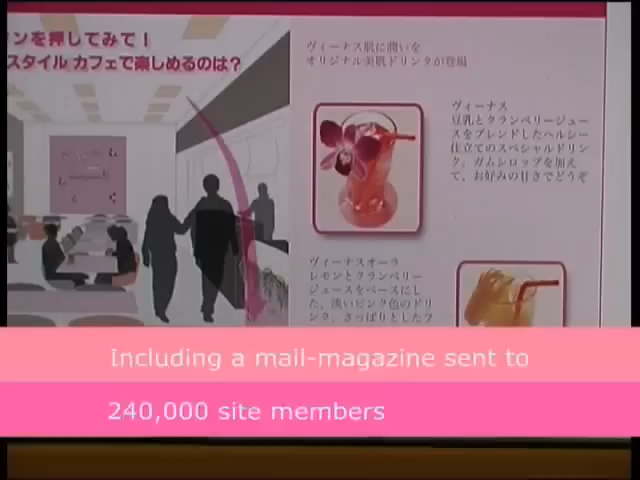 ンを押してみて！
スタイル カフェで楽しめるのは？
ヴィーナス肌に潤いを
オリジナル美肌ドリンクが登場
ヴィーナス
豆乳とクランベリージュー
スをブレンドしたヘルシー
仕立てのスペシャルドリン
ク。ガムシロップを加え
て、お好みの甘さでどうぞ
ヴィーナスオーラ
レモンとクランベリー
ジュースをベースにし
た、淡いピンク色のドリ
ンク。さっぱりとしたフ
Including a mail-magazine sent to
240,000 site members